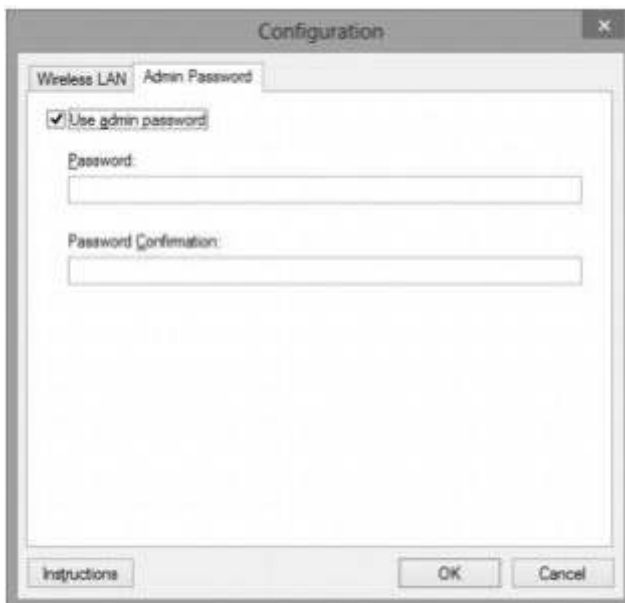 Configuration
Wireless LAN Admin Password
Use admin password
Password:
Password Confirmation:
Instructions OK Cancel